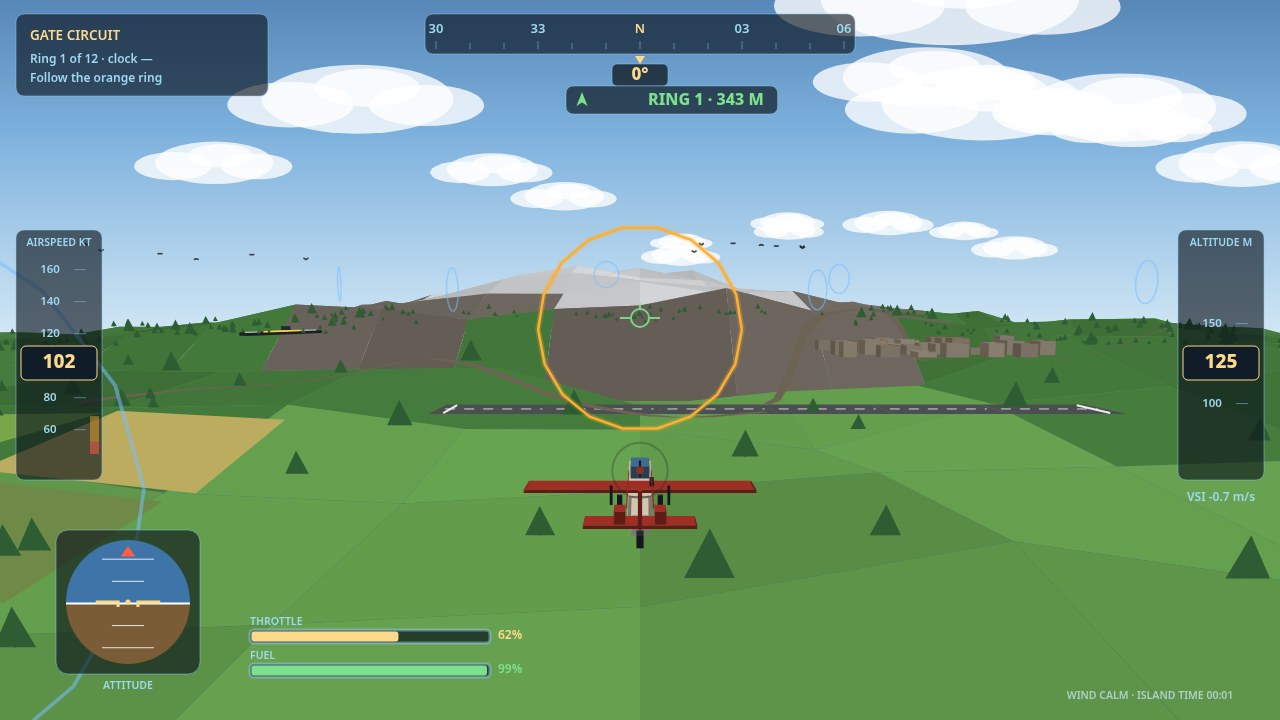 GATE CIRCUIT
Ring 1 of 12 · clock —
Follow the orange ring
30 33 N 03 06
0°
RING 1 · 343 M
AIRSPEED KT
160
140
120
102
80
60
ALTITUDE M
150
125
100
VSI -0.7 m/s
ATTITUDE
THROTTLE
62%
FUEL
99%
WIND CALM · ISLAND TIME 00:01